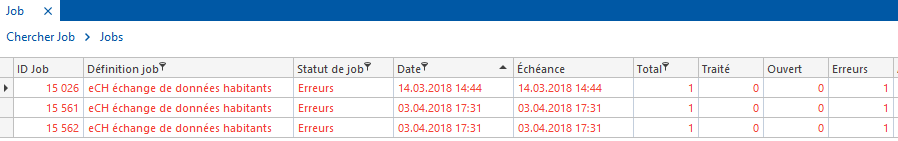 Job ×
Chercher Job > Jobs
ID Job Définition job Statut de job Date Échéance Total Traité Ouvert Erreurs
15 026 eCH échange de données habitants Erreurs 14.03.2018 14:44 14.03.2018 14:44 1 0 0 1
15 561 eCH échange de données habitants Erreurs 03.04.2018 17:31 03.04.2018 17:31 1 0 0 1
15 562 eCH échange de données habitants Erreurs 03.04.2018 17:31 03.04.2018 17:31 1 0 0 1